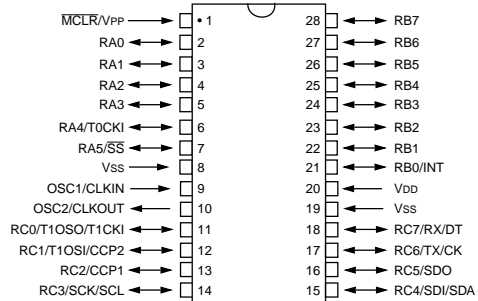 MCLR/VPP 1 28 RB7
RA0 2 27 RB6
RA1 3 26 RB5
RA2 4 25 RB4
RA3 5 24 RB3
RA4/T0CKI 6 23 RB2
RA5/SS 7 22 RB1
VSS 8 21 RB0/INT
OSC1/CLKIN 9 20 VDD
OSC2/CLKOUT 10 19 VSS
RC0/T1OSO/T1CKI 11 18 RC7/RX/DT
RC1/T1OSI/CCP2 12 17 RC6/TX/CK
RC2/CCP1 13 16 RC5/SDO
RC3/SCK/SCL 14 15 RC4/SDI/SDA